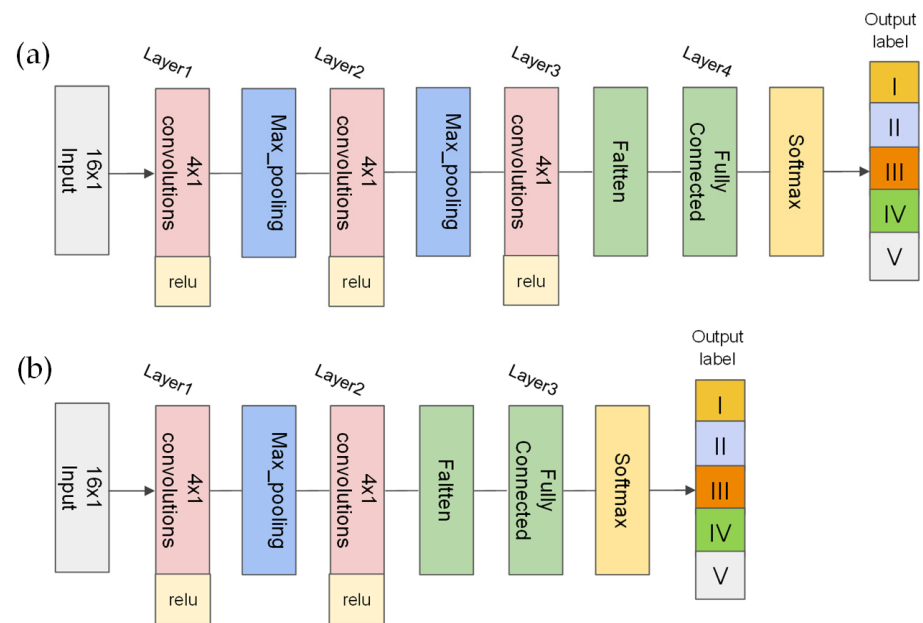 (a)
Layer1
Layer2
Layer3
Layer4
Output
label
16x1
Input
4x1
convolutions
relu
Max_pooling
4x1
convolutions
relu
Max_pooling
4x1
convolutions
relu
Faltten
Fully
Connected
Softmax
I
II
III
IV
V
(b)
Layer1
Layer2
Layer3
Output
label
16x1
Input
4x1
convolutions
relu
Max_pooling
4x1
convolutions
relu
Faltten
Fully
Connected
Softmax
I
II
III
IV
V